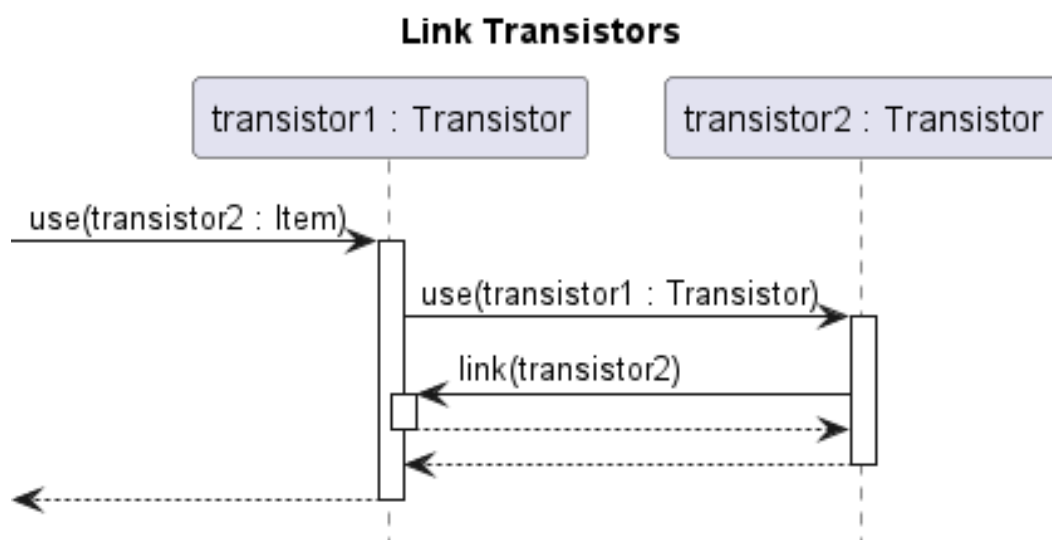 Link Transistors
transistor1 : Transistor
transistor2 : Transistor
use(transistor2 : Item)
use(transistor1 : Transistor)
link(transistor2)